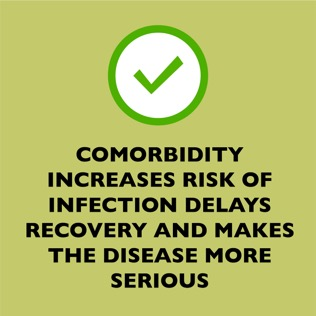 COMORBIDITY
INCREASES RISK OF
INFECTION DELAYS
RECOVERY AND MAKES
THE DISEASE MORE
SERIOUS